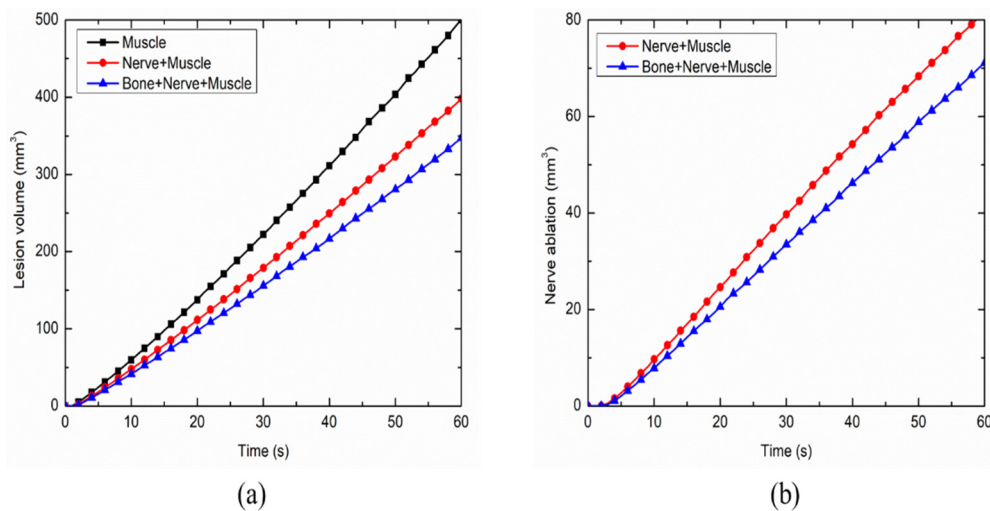 500
400
300
200
100
0
Lesion volume (mm³)
Muscle
Nerve+Muscle
Bone+Nerve+Muscle
0 10 20 30 40 50 60
Time (s)
(a)
80
60
40
20
0
Nerve ablation (mm³)
Nerve+Muscle
Bone+Nerve+Muscle
0 10 20 30 40 50 60
Time (s)
(b)